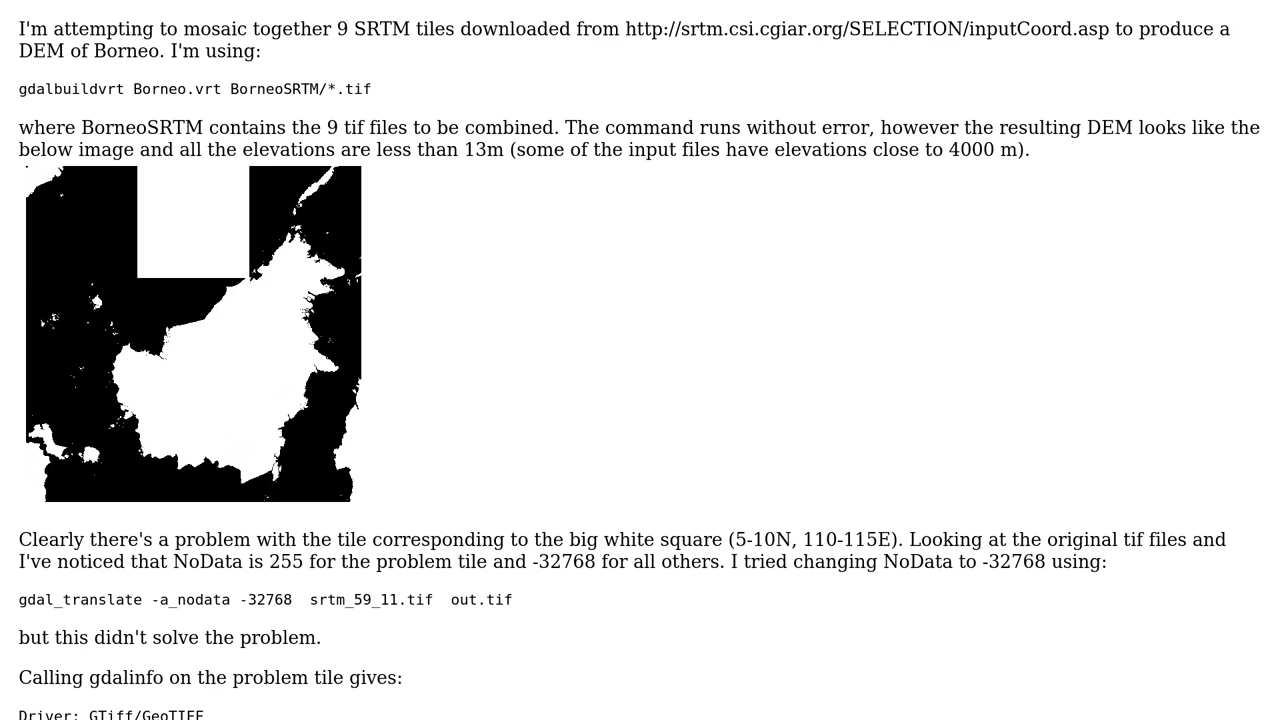 I'm attempting to mosaic together 9 SRTM tiles downloaded from http://srtm.csi.cgiar.org/SELECTION/inputCoord.asp to produce a
DEM of Borneo. I'm using:
gdalbuildvrt Borneo.vrt BorneoSRTM/*.tif
where BorneoSRTM contains the 9 tif files to be combined. The command runs without error, however the resulting DEM looks like the
below image and all the elevations are less than 13m (some of the input files have elevations close to 4000 m).
Clearly there's a problem with the tile corresponding to the big white square (5-10N, 110-115E). Looking at the original tif files and
I've noticed that NoData is 255 for the problem tile and -32768 for all others. I tried changing NoData to -32768 using:
gdal_translate -a_nodata -32768  srtm_59_11.tif  out.tif
but this didn't solve the problem.
Calling gdalinfo on the problem tile gives:
Driver: GTiff/GeoTIFF